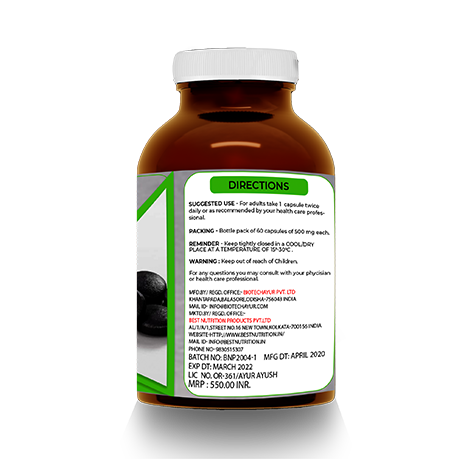 DIRECTIONS
SUGGESTED USE - For adults take 1 capsule twice
daily or as recommended by your health care profes-
sional.
PACKING - Bottle pack of 60 capsules of 500 mg each.
REMINDER - Keep tightly closed in a COOL/DRY
PLACE AT A TEMPERATURE OF 15°-30°C.
WARNING : Keep out of reach of Children.
For any questions you may consult with your physician
or health care professional.
MFD.BY/ REGD. OFFICE:- BIOTECHAYUR PVT. LTD
KHANTAPADA,BALASORE,ODISHA-756043 INDIA
MAIL ID- INFO@BIOTECHAYUR.COM
MKTD.BY/ REGD. OFFICE:-
BEST NUTRITION PRODUCTS PVT.LTD
AL/1/A/1, STREET NO.16 NEW TOWN,KOLKATA-700156 INDIA.
WEBSITE-HTTP://WWW.BESTNUTRITION.IN/
MAIL ID- INFO@BESTNUTRITION.IN
PHONE NO- 9830515307
BATCH NO: BNP2004-1 MFG DT: APRIL 2020
EXP DT: MARCH 2022
LIC NO. OR-361/AYUR AYUSH
MRP : 550.00 INR.